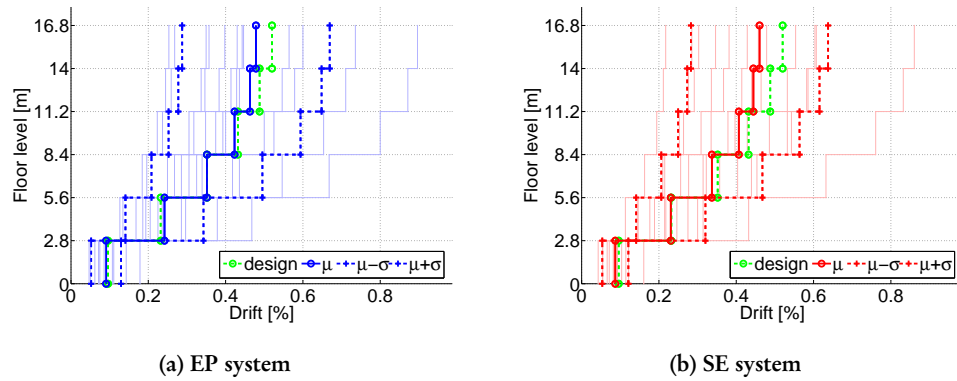 16.8
14
11.2
8.4
5.6
2.8
0
Floor level [m]
design μ μ−σ μ+σ
0 0.2 0.4 0.6 0.8
Drift [%]
(a) EP system
16.8
14
11.2
8.4
5.6
2.8
0
Floor level [m]
design μ μ−σ μ+σ
0 0.2 0.4 0.6 0.8
Drift [%]
(b) SE system